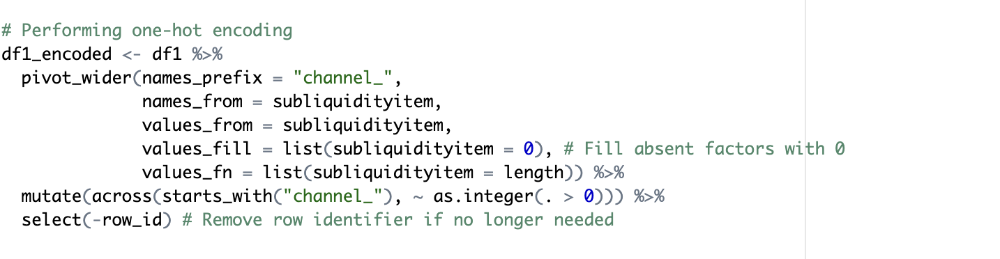 # Performing one-hot encoding
df1_encoded <- df1 %>%
  pivot_wider(names_prefix = "channel_",
              names_from = subliquidityitem,
              values_from = subliquidityitem,
              values_fill = list(subliquidityitem = 0), # Fill absent factors with 0
              values_fn = list(subliquidityitem = length)) %>%
  mutate(across(starts_with("channel_"), ~ as.integer(. > 0))) %>%
  select(-row_id) # Remove row identifier if no longer needed